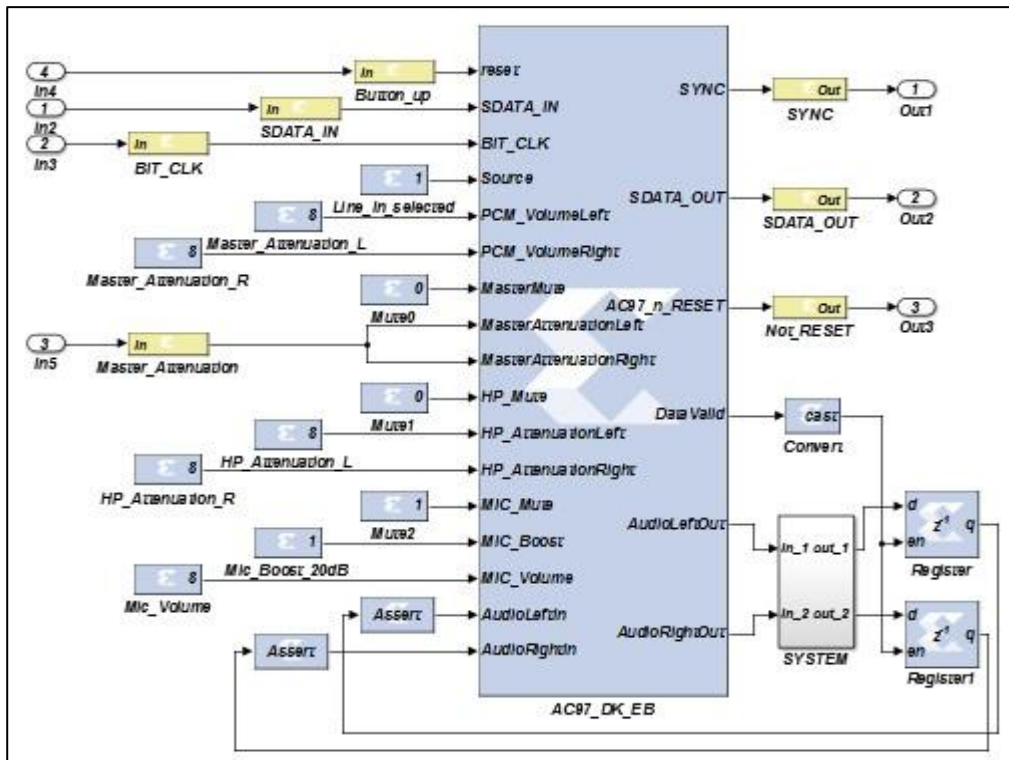 4
In4
In
Button_up
reset
1
In2
In
SDATA_IN
SDATA_IN
2
In3
In
BIT_CLK
BIT_CLK
1
Line_In_selected
Source
8
Master_Attenuation_L
PCM_VolumeLeft
8
Master_Attenuation_R
PCM_VolumeRight
0
Mute0
MasterMute
3
In5
In
Master_Attenuation
MasterAttenuationLeft
MasterAttenuationRight
0
Mute1
HP_Mute
8
HP_Attenuation_L
HP_AttenuationLeft
8
HP_Attenuation_R
HP_AttenuationRight
1
Mute2
MIC_Mute
1
Mic_Boost_20dB
MIC_Boost
8
Mic_Volume
MIC_Volume
Assert
AudioLeftIn
Assert
AudioRightIn
AC97_DK_EB
SYNC
Out
SYNC
1
Out1
SDATA_OUT
Out
SDATA_OUT
2
Out2
AC97_n_RESET
Out
Not_RESET
3
Out3
DataValid
cast
Convert
AudioLeftOut
AudioRightOut
In_1 out_1
In_2 out_2
SYSTEM
d
z⁻¹ q
en
Register
d
z⁻¹ q
en
Register1